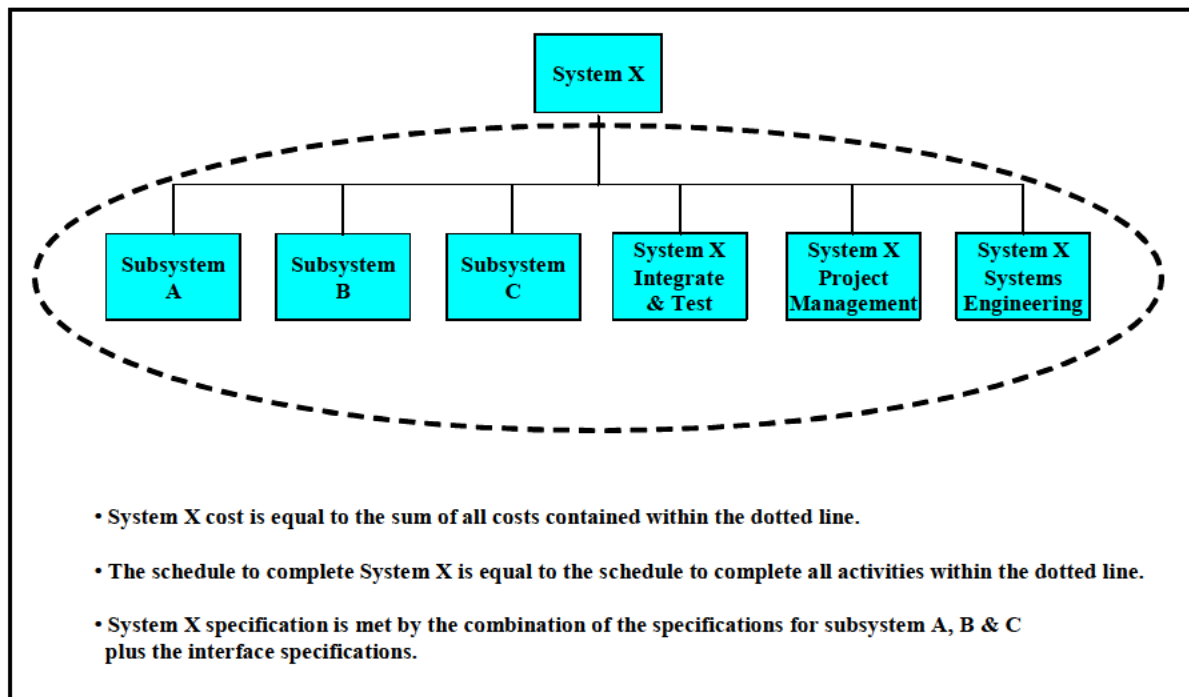 System X
Subsystem
A
Subsystem
B
Subsystem
C
System X
Integrate
& Test
System X
Project
Management
System X
Systems
Engineering
• System X cost is equal to the sum of all costs contained within the dotted line.
• The schedule to complete System X is equal to the schedule to complete all activities within the dotted line.
• System X specification is met by the combination of the specifications for subsystem A, B & C
plus the interface specifications.